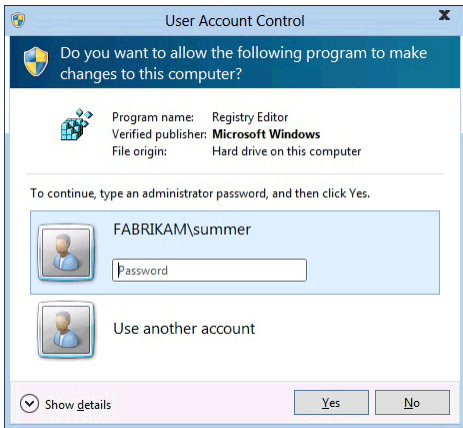 User Account Control
Do you want to allow the following program to make
changes to this computer?
Program name: Registry Editor
Verified publisher: Microsoft Windows
File origin: Hard drive on this computer
To continue, type an administrator password, and then click Yes.
FABRIKAM\summer
Password
Use another account
Show details
Yes
No